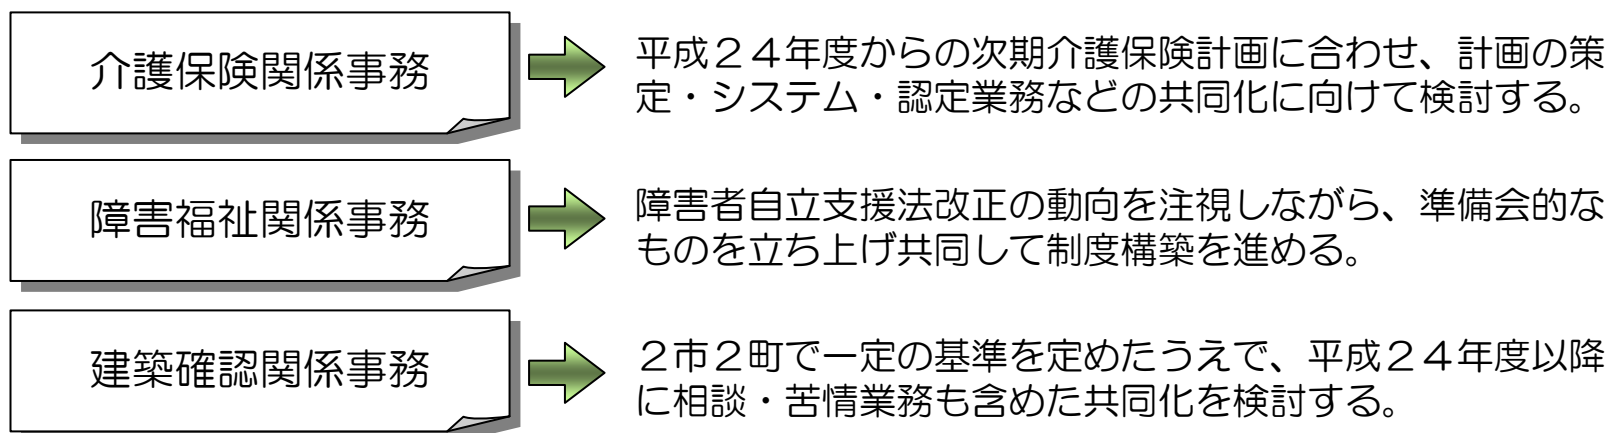 介護保険関係事務
平成２４年度からの次期介護保険計画に合わせ、計画の策
定・システム・認定業務などの共同化に向けて検討する。
障害福祉関係事務
障害者自立支援法改正の動向を注視しながら、準備会的な
ものを立ち上げ共同して制度構築を進める。
建築確認関係事務
２市２町で一定の基準を定めたうえで、平成２４年度以降
に相談・苦情業務も含めた共同化を検討する。